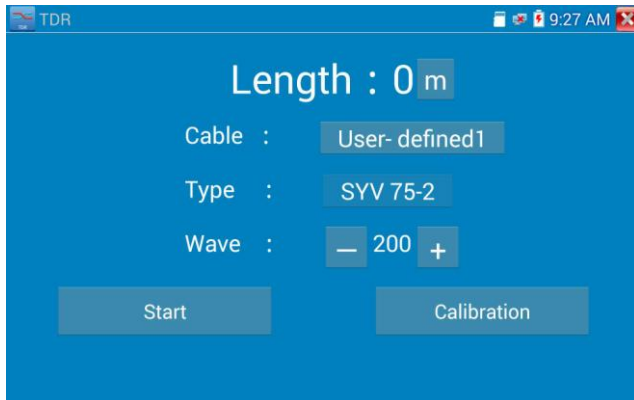 TDR 9:27 AM
Length : 0 m
Cable : User- defined1
Type : SYV 75-2
Wave : — 200 +
Start Calibration